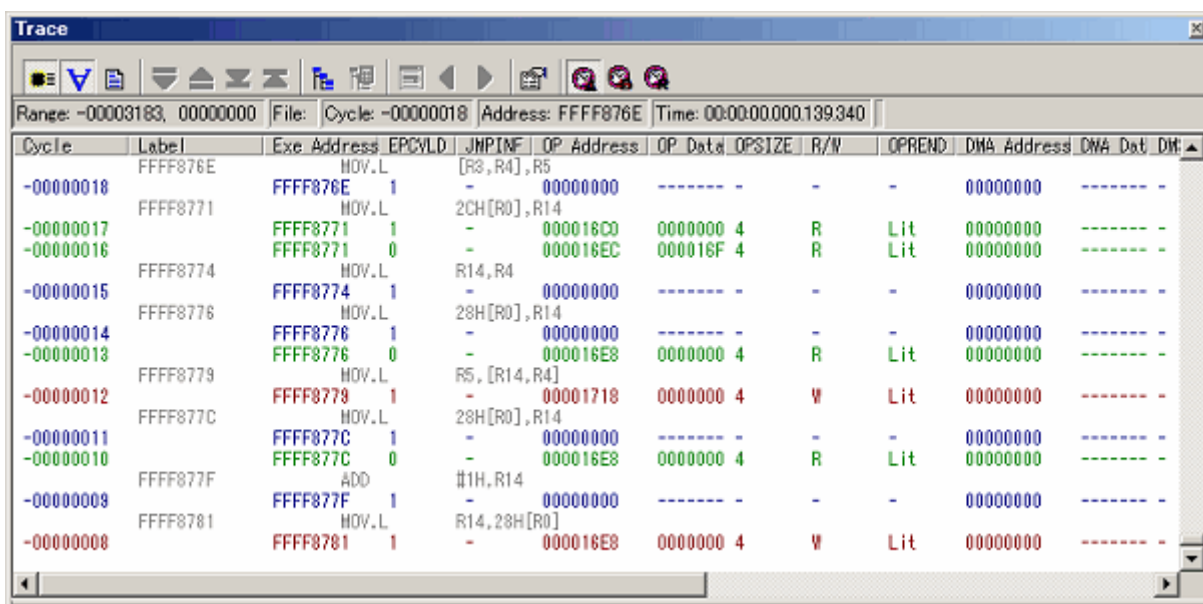 Trace
Range: -00003183, 00000000 File: Cycle: -00000018 Address: FFFF876E Time: 00:00:00.000.139.340
Cycle Label Exe Address EPCVLD JMPINF OP Address OP Data OPSIZE R/W OPREND DMA Address DMA Dat DM
FFFF876E MOV.L [R3,R4],R5
-00000018 FFFF876E 1 - 00000000 ------- - - - 00000000 ------- -
FFFF8771 MOV.L 2CH[R0],R14
-00000017 FFFF8771 1 - 000016C0 0000000 4 R Lit 00000000 ------- -
-00000016 FFFF8771 0 - 000016EC 000016F 4 R Lit 00000000 ------- -
FFFF8774 MOV.L R14,R4
-00000015 FFFF8774 1 - 00000000 ------- - - - 00000000 ------- -
FFFF8776 MOV.L 28H[R0],R14
-00000014 FFFF8776 1 - 00000000 ------- - - - 00000000 ------- -
-00000013 FFFF8776 0 - 000016E8 0000000 4 R Lit 00000000 ------- -
FFFF8779 MOV.L R5,[R14,R4]
-00000012 FFFF8779 1 - 00001718 0000000 4 W Lit 00000000 ------- -
FFFF877C MOV.L 28H[R0],R14
-00000011 FFFF877C 1 - 00000000 ------- - - - 00000000 ------- -
-00000010 FFFF877C 0 - 000016E8 0000000 4 R Lit 00000000 ------- -
FFFF877F ADD #1H,R14
-00000009 FFFF877F 1 - 00000000 ------- - - - 00000000 ------- -
FFFF8781 MOV.L R14,28H[R0]
-00000008 FFFF8781 1 - 000016E8 0000000 4 W Lit 00000000 ------- -